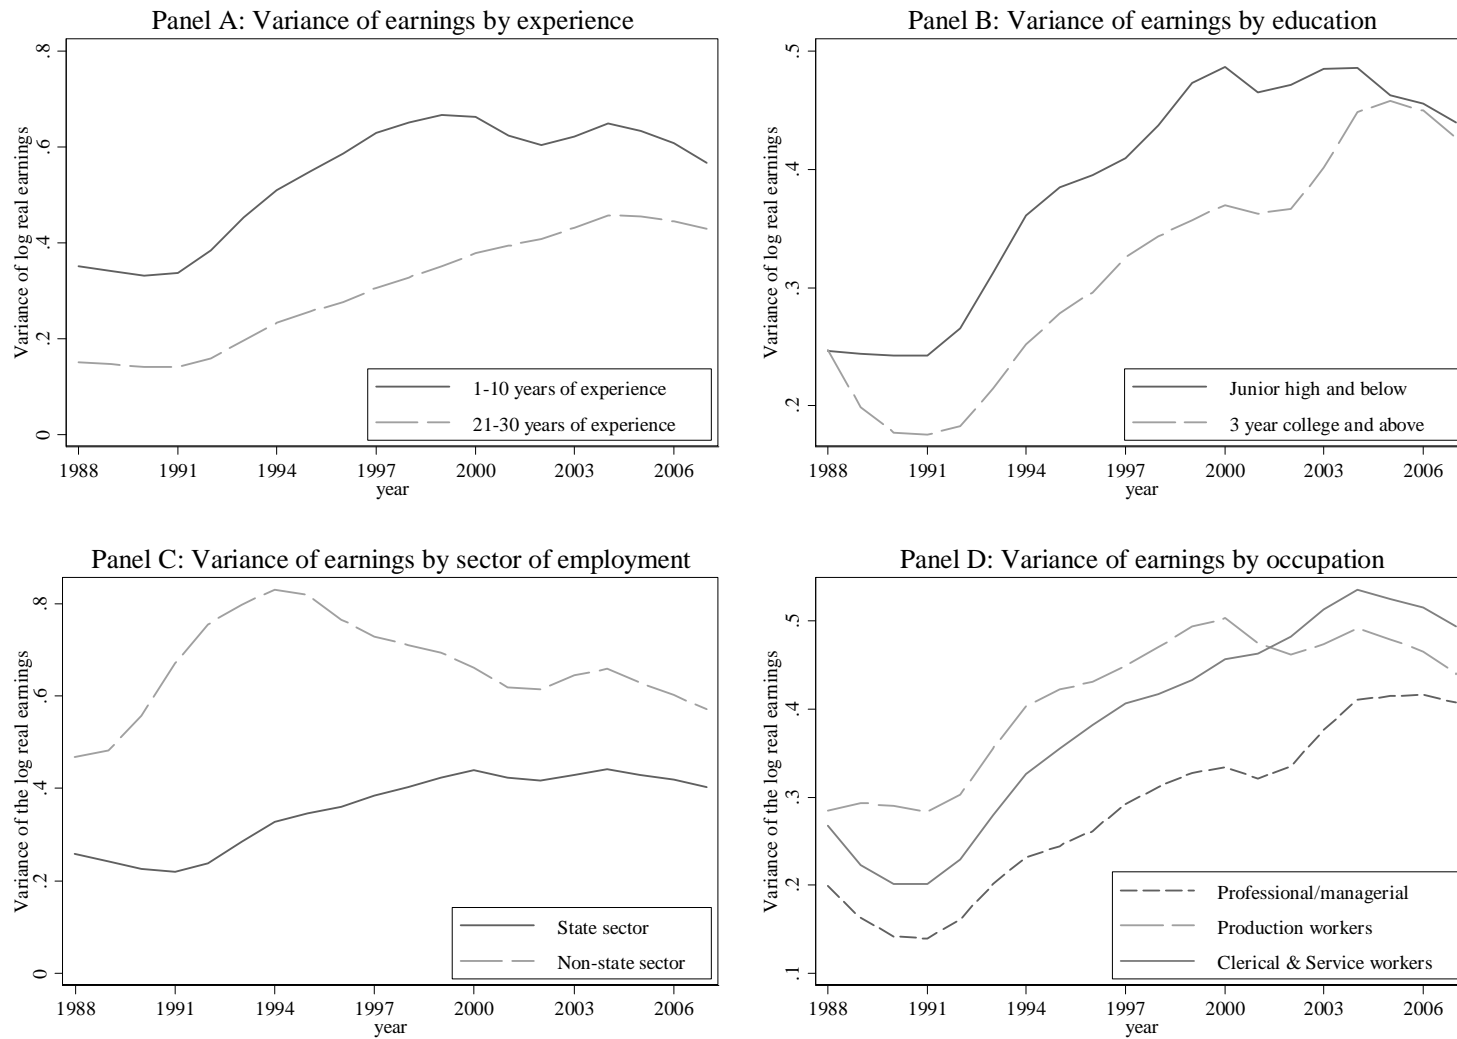 Panel A: Variance of earnings by experience
Variance of log real earnings
.8
.6
.4
.2
0
1-10 years of experience
21-30 years of experience
1988 1991 1994 1997 2000 2003 2006
year
Panel B: Variance of earnings by education
Variance of log real earnings
.5
.4
.3
.2
Junior high and below
3 year college and above
1988 1991 1994 1997 2000 2003 2006
year
Panel C: Variance of earnings by sector of employment
Variance of the log real earnings
.8
.6
.4
.2
0
State sector
Non-state sector
1988 1991 1994 1997 2000 2003 2006
year
Panel D: Variance of earnings by occupation
Variance of the log real earnings
.5
.4
.3
.2
.1
Professional/managerial
Production workers
Clerical & Service workers
1988 1991 1994 1997 2000 2003 2006
year